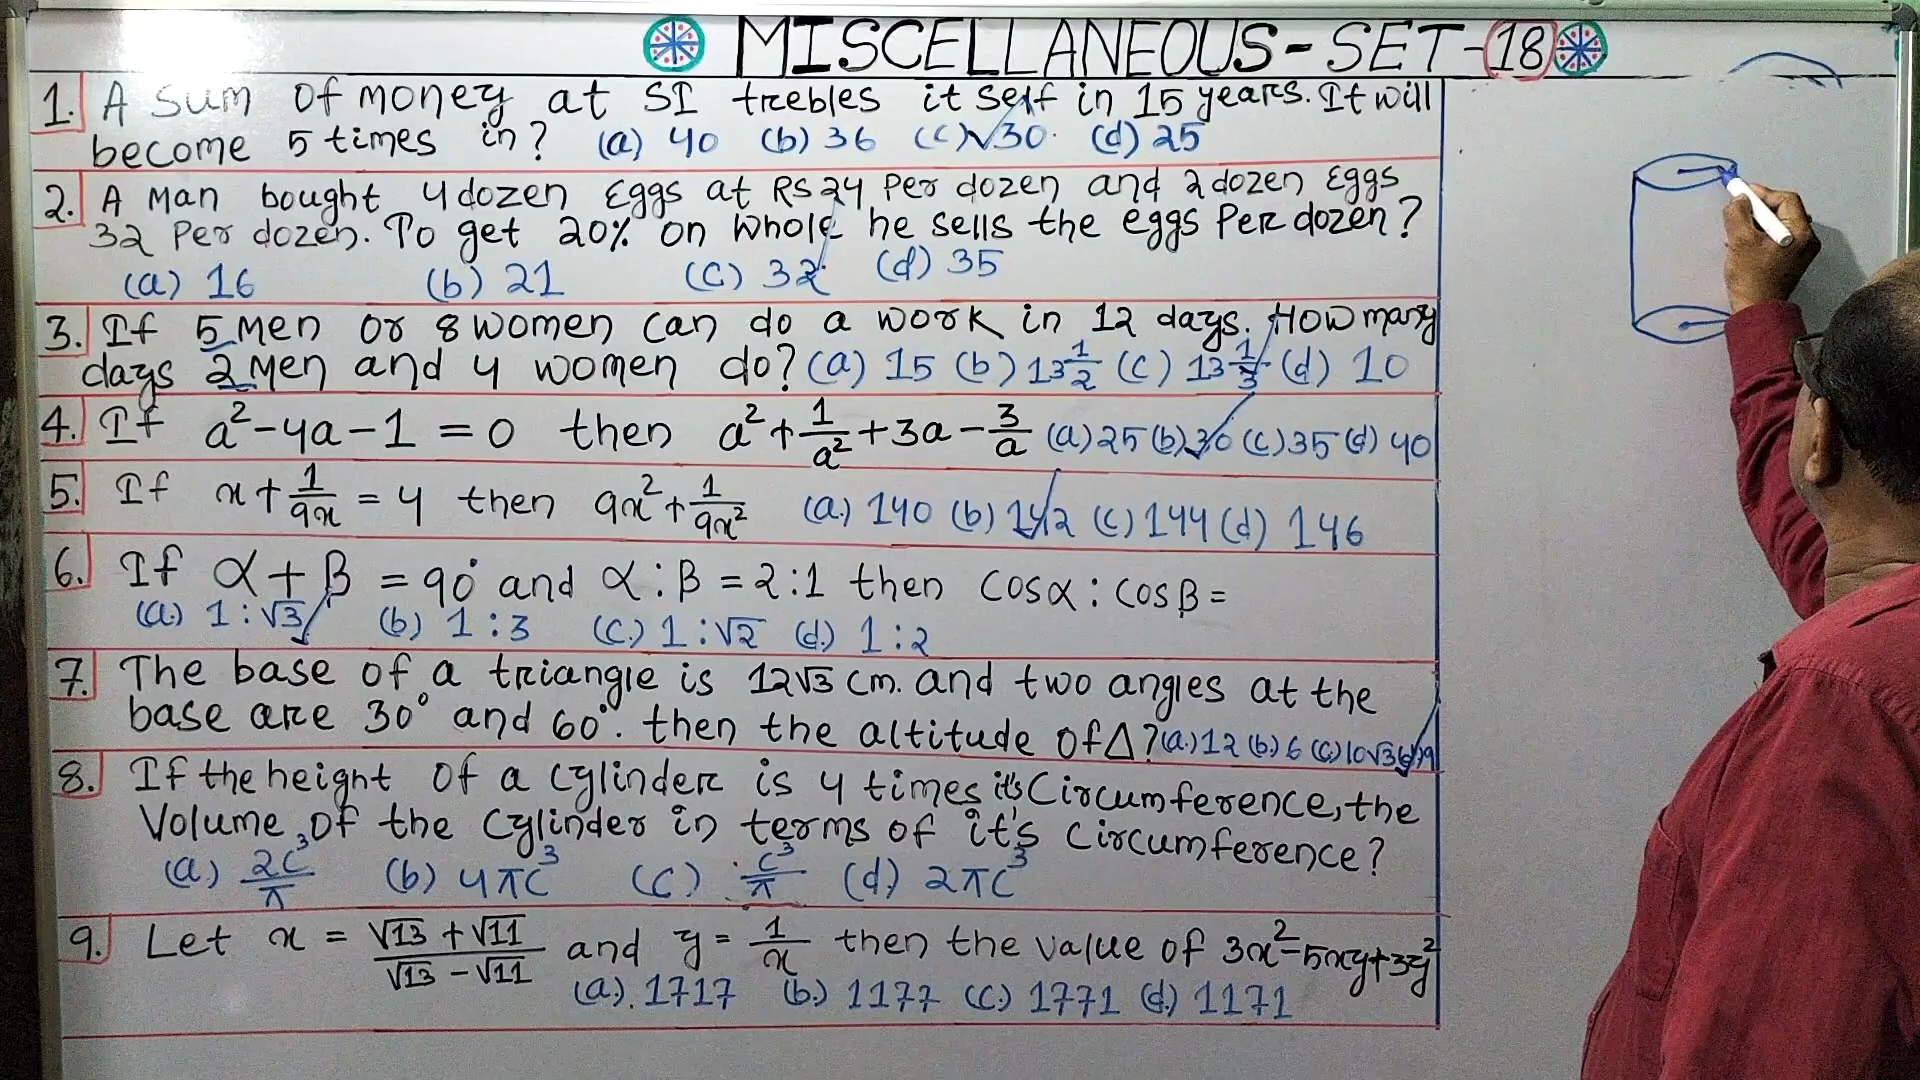 MISCELLANEOUS-SET-18
1. A sum of money at SI trebles it self in 15 years. It will
become 5 times in? (a) 40 (b) 36 (c) 30 (d) 25
2. A Man bought 4 dozen Eggs at RS 24 Per dozen and 2 dozen Eggs
32 Per dozen. To get 20% on whole he sells the eggs Per dozen?
(a) 16 (b) 21 (c) 32 (d) 35
3. If 5 Men or 8 women can do a work in 12 days. How many
days 2 Men and 4 women do? (a) 15 (b) 13 1/2 (c) 13 1/3 (d) 10
4. If a²-4a-1=0 then a²+1/a²+3a-3/a (a) 25 (b) 30 (c) 35 (d) 40
5. If x+1/9x=4 then 9x²+1/9x² (a.) 140 (b) 142 (c) 144 (d) 146
6. If α+β=90° and α:β=2:1 then cosα:cosβ=
(a.) 1:√3 (b) 1:3 (c.) 1:√2 (d.) 1:2
7. The base of a triangle is 12√3 cm. and two angles at the
base are 30° and 60°. then the altitude of Δ? (a.) 12 (b.) 6 (c) 10√3 (d) 9
8. If the height of a cylinder is 4 times it's Circumference, the
Volume of the cylinder in terms of it's circumference?
(a) 2c³/π (b) 4πc³ (c) c³/π (d) 2πc³
9. Let x=√13+√11/√13-√11 and y=1/x then the value of 3x²-5xy+3y²
(a.) 1717 (b.) 1177 (c.) 1771 (d.) 1171